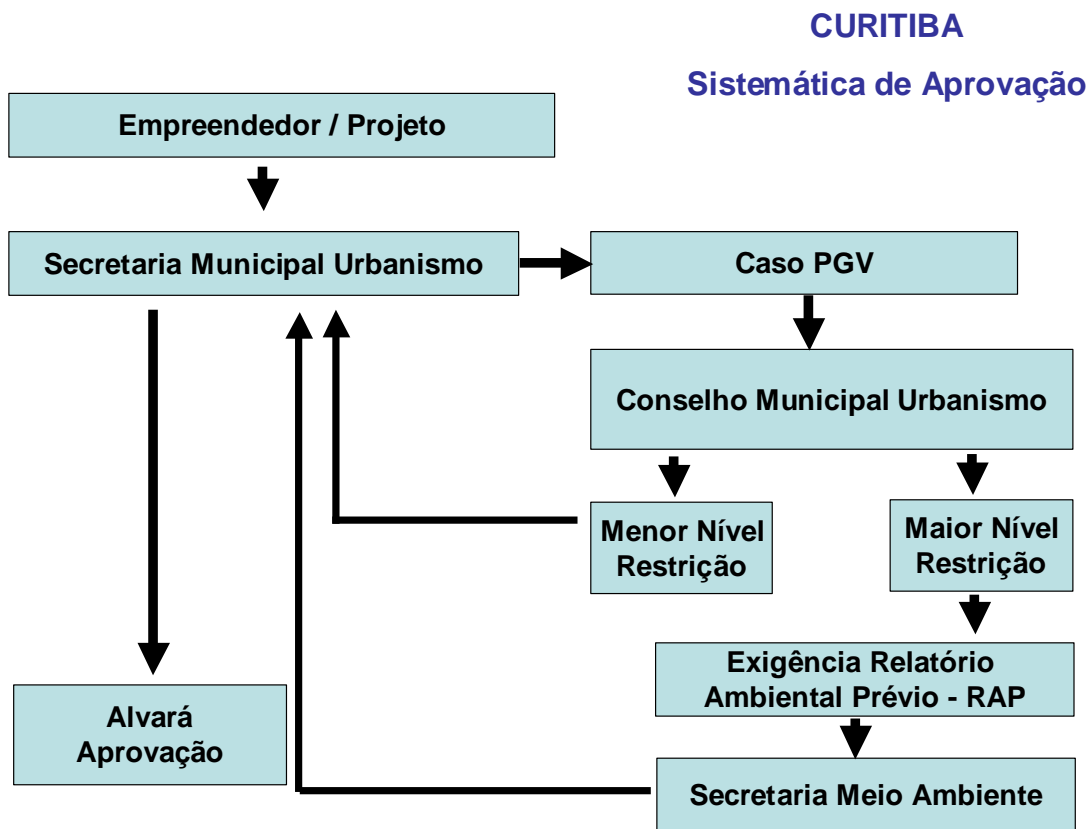 CURITIBA
Sistemática de Aprovação
Empreendedor / Projeto
Secretaria Municipal Urbanismo
Caso PGV
Conselho Municipal Urbanismo
Menor Nível
Restrição
Maior Nível
Restrição
Exigência Relatório
Ambiental Prévio - RAP
Alvará
Aprovação
Secretaria Meio Ambiente